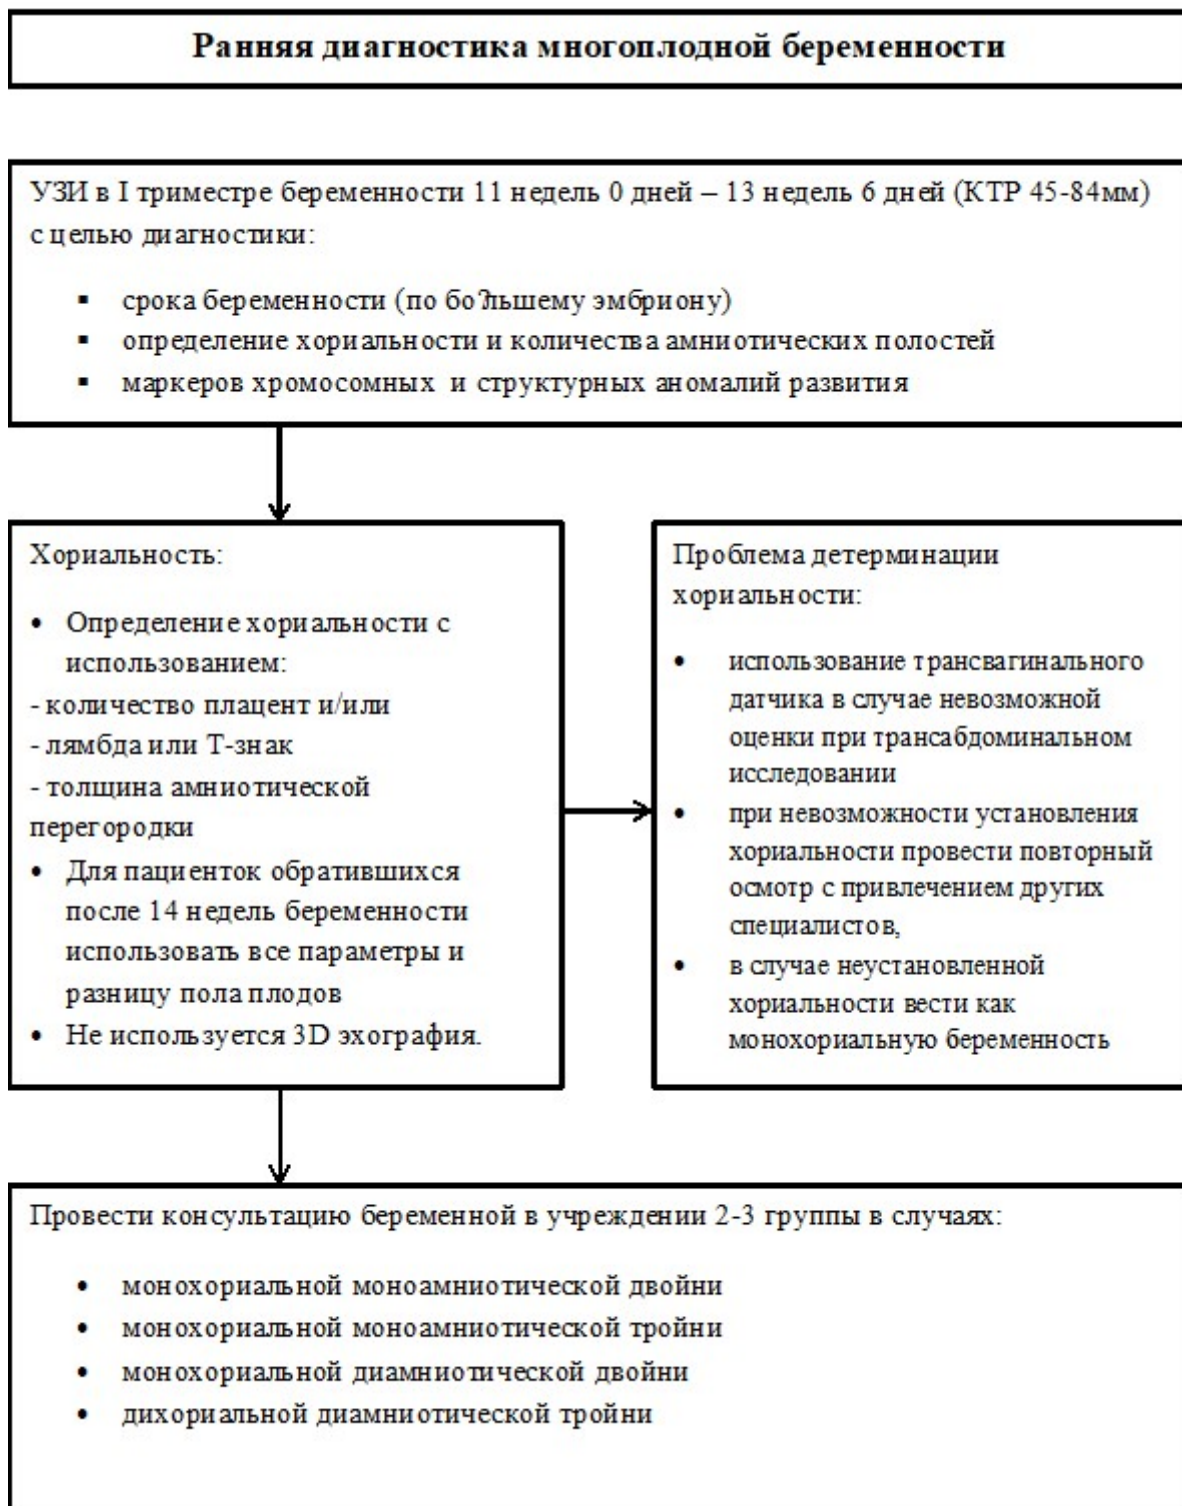 Ранняя диагностика многоплодной беременности
УЗИ в I триместре беременности 11 недель 0 дней – 13 недель 6 дней (КТР 45-84мм)
с целью диагностики:
▪ срока беременности (по бо?льшему эмбриону)
▪ определение хориальности и количества амниотических полостей
▪ маркеров хромосомных и структурных аномалий развития
Хориальность:
• Определение хориальности с
использованием:
- количество плацент и/или
- лямбда или Т-знак
- толщина амниотической
перегородки
• Для пациенток обратившихся
после 14 недель беременности
использовать все параметры и
разницу пола плодов
• Не используется 3D эхография.
Проблема детерминации
хориальности:
• использование трансвагинального
датчика в случае невозможной
оценки при трансабдоминальном
исследовании
• при невозможности установления
хориальности провести повторный
осмотр с привлечением других
специалистов,
• в случае неустановленной
хориальности вести как
монохориальную беременность
Провести консультацию беременной в учреждении 2-3 группы в случаях:
• монохориальной моноамниотической двойни
• монохориальной моноамниотической тройни
• монохориальной диамниотической двойни
• дихориальной диамниотической тройни